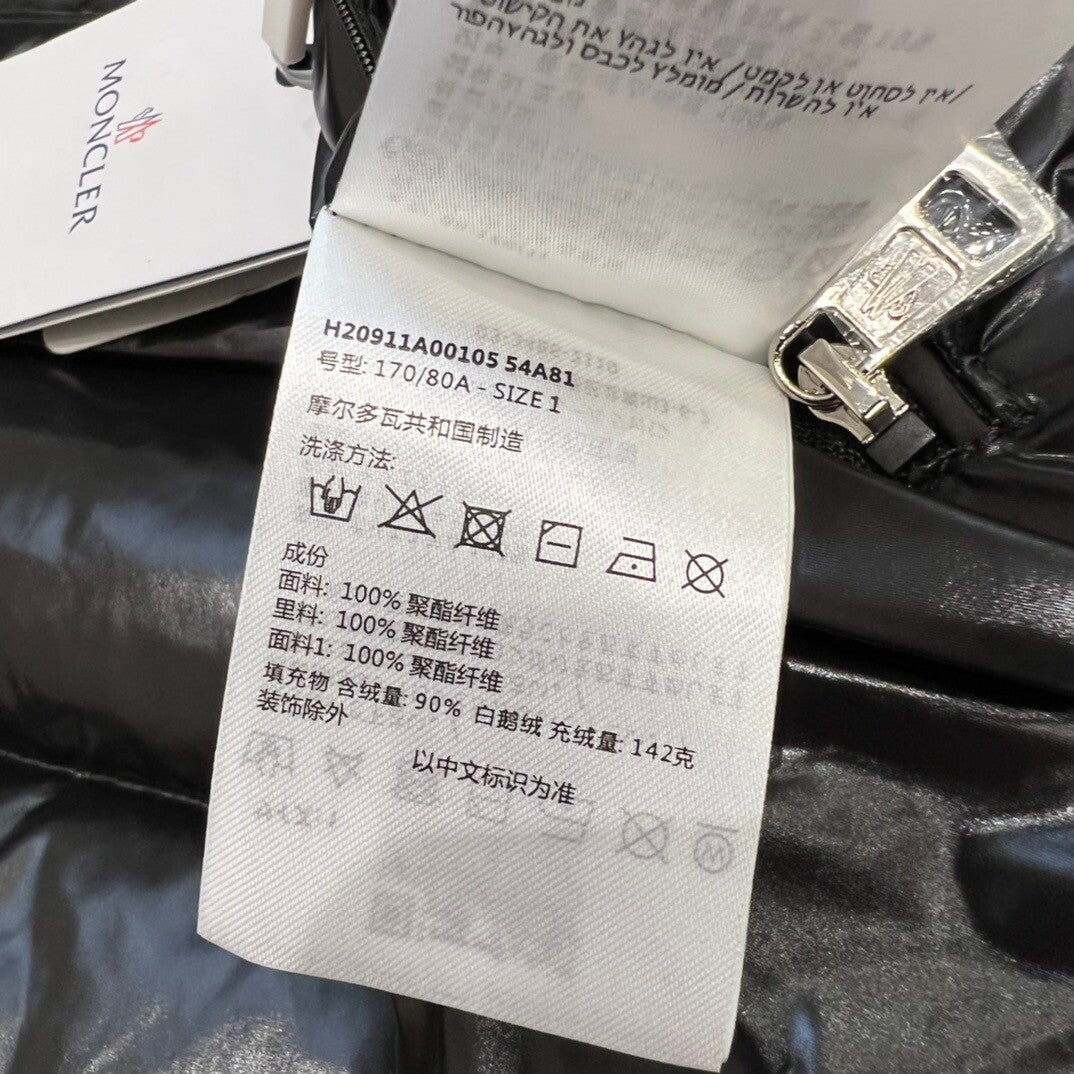 MONCLER
/אין לסחוט או לקמט / אין לגהץ את הקישוט
אין להשרות / מומלץ לכבס ולגהץ הפוך
H20911A00105 54A81
号型: 170/80A - SIZE 1
摩尔多瓦共和国制造
洗涤方法:
成份
面料: 100% 聚酯纤维
里料: 100% 聚酯纤维
面料1: 100% 聚酯纤维
填充物 含绒量: 90% 白鹅绒 充绒量: 142克
装饰除外
以中文标识为准
W